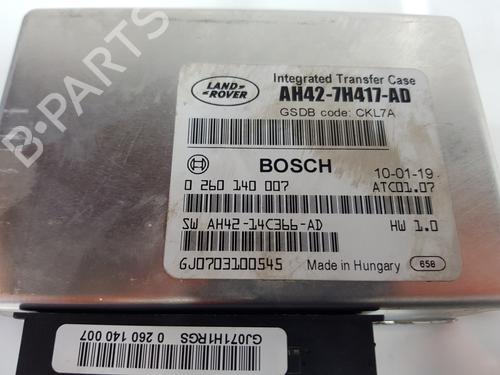 B-PARTS
LAND
ROVER
Integrated Transfer Case
AH42-7H417-AD
GSDB code: CKL7A
BOSCH
10-01-19
0 260 140 007
ATC01.07
SW AH42-14C366-AD
HW 1.0
GJ0703100545
Made in Hungary
658
GJ071H1RGS 0 260 140 007